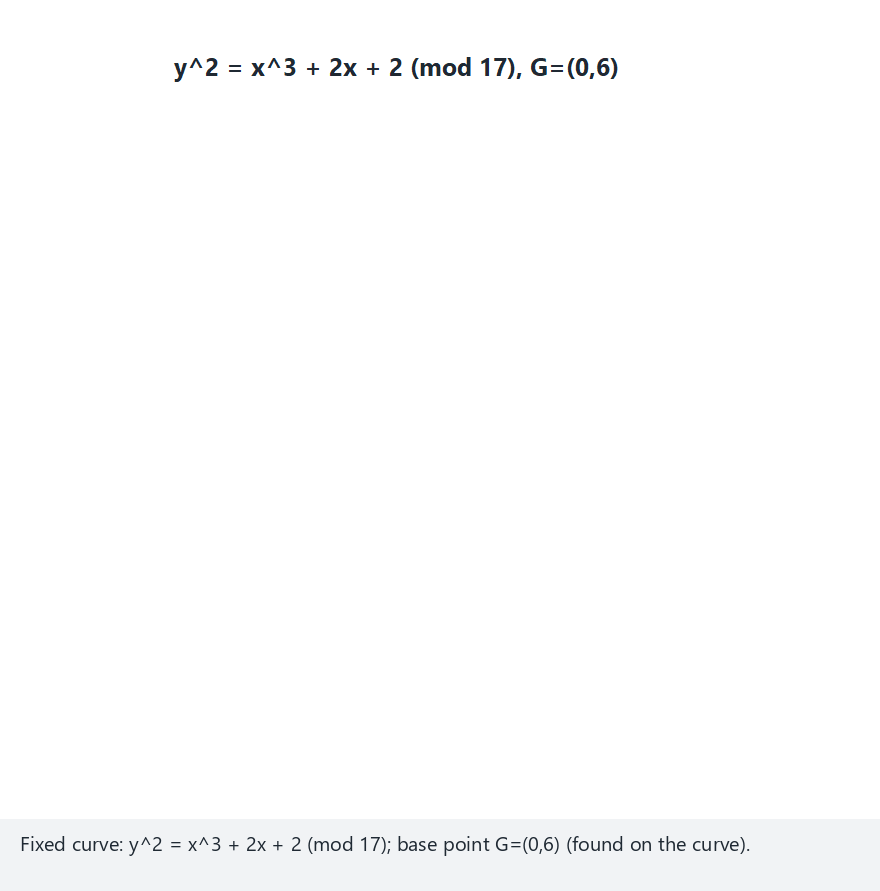 y^2 = x^3 + 2x + 2 (mod 17), G=(0,6)
Fixed curve: y^2 = x^3 + 2x + 2 (mod 17); base point G=(0,6) (found on the curve).